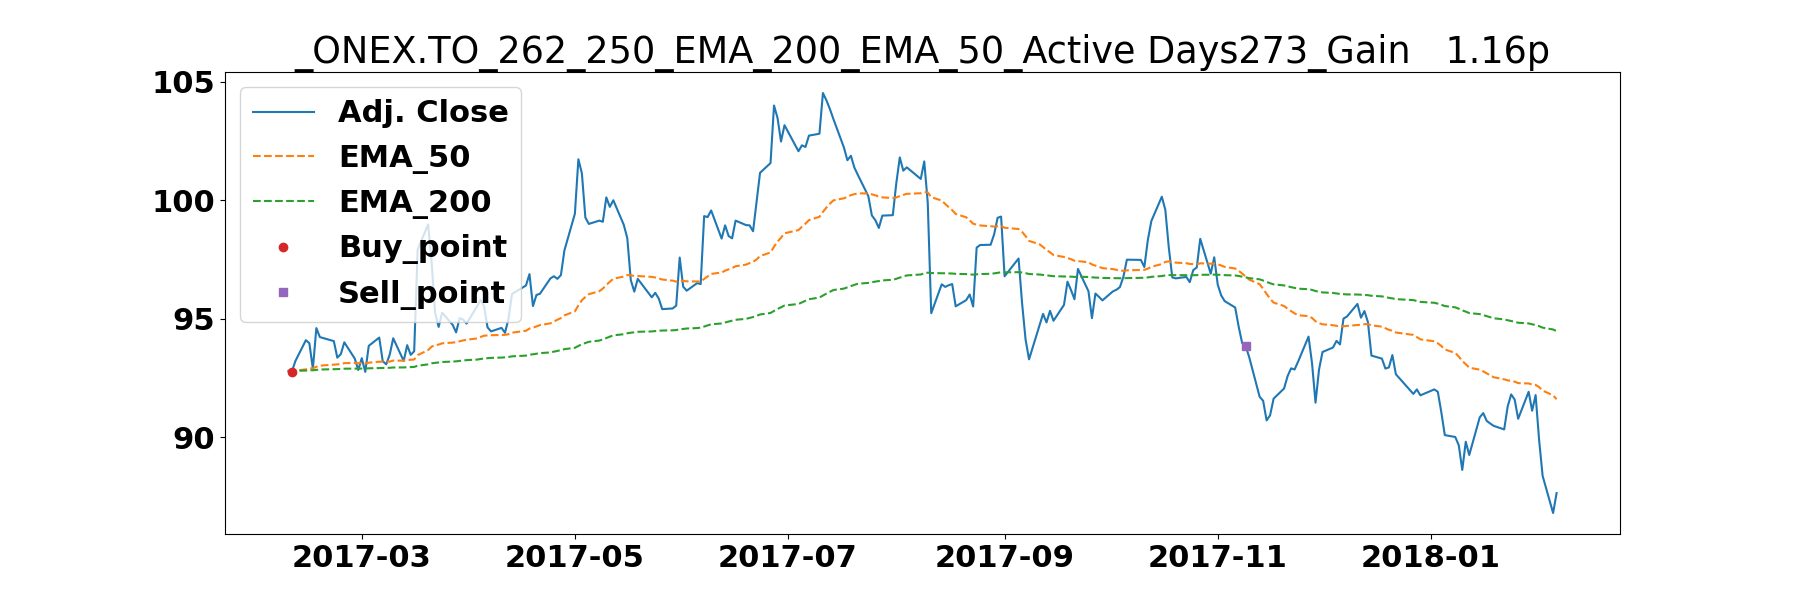 _ONEX.TO_262_250_EMA_200_EMA_50_Active Days273_Gain   1.16p
105
100
95
90
Adj. Close
EMA_50
EMA_200
Buy_point
Sell_point
2017-03 2017-05 2017-07 2017-09 2017-11 2018-01